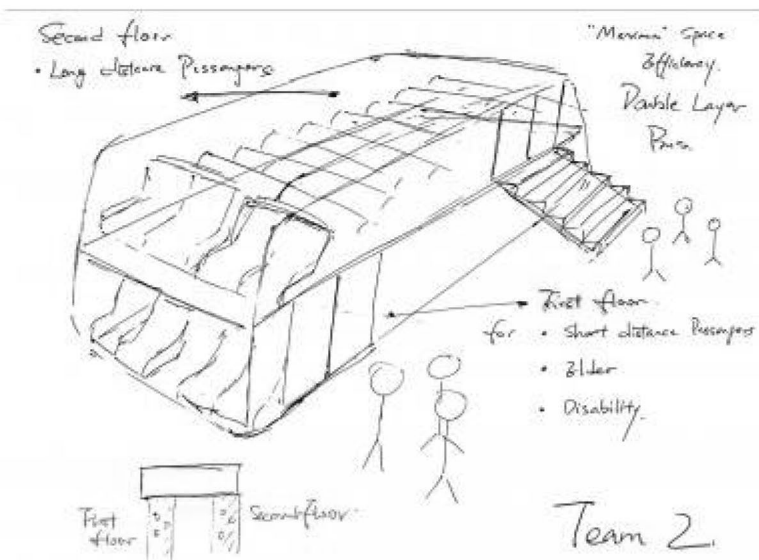 Second floor
• Long distance Passengers
"Maximum" Space
Efficiency.
Double Layer
First floor.
for • Short distance Passengers
• Elder
• Disability.
First
floor
Second floor
Team 2.